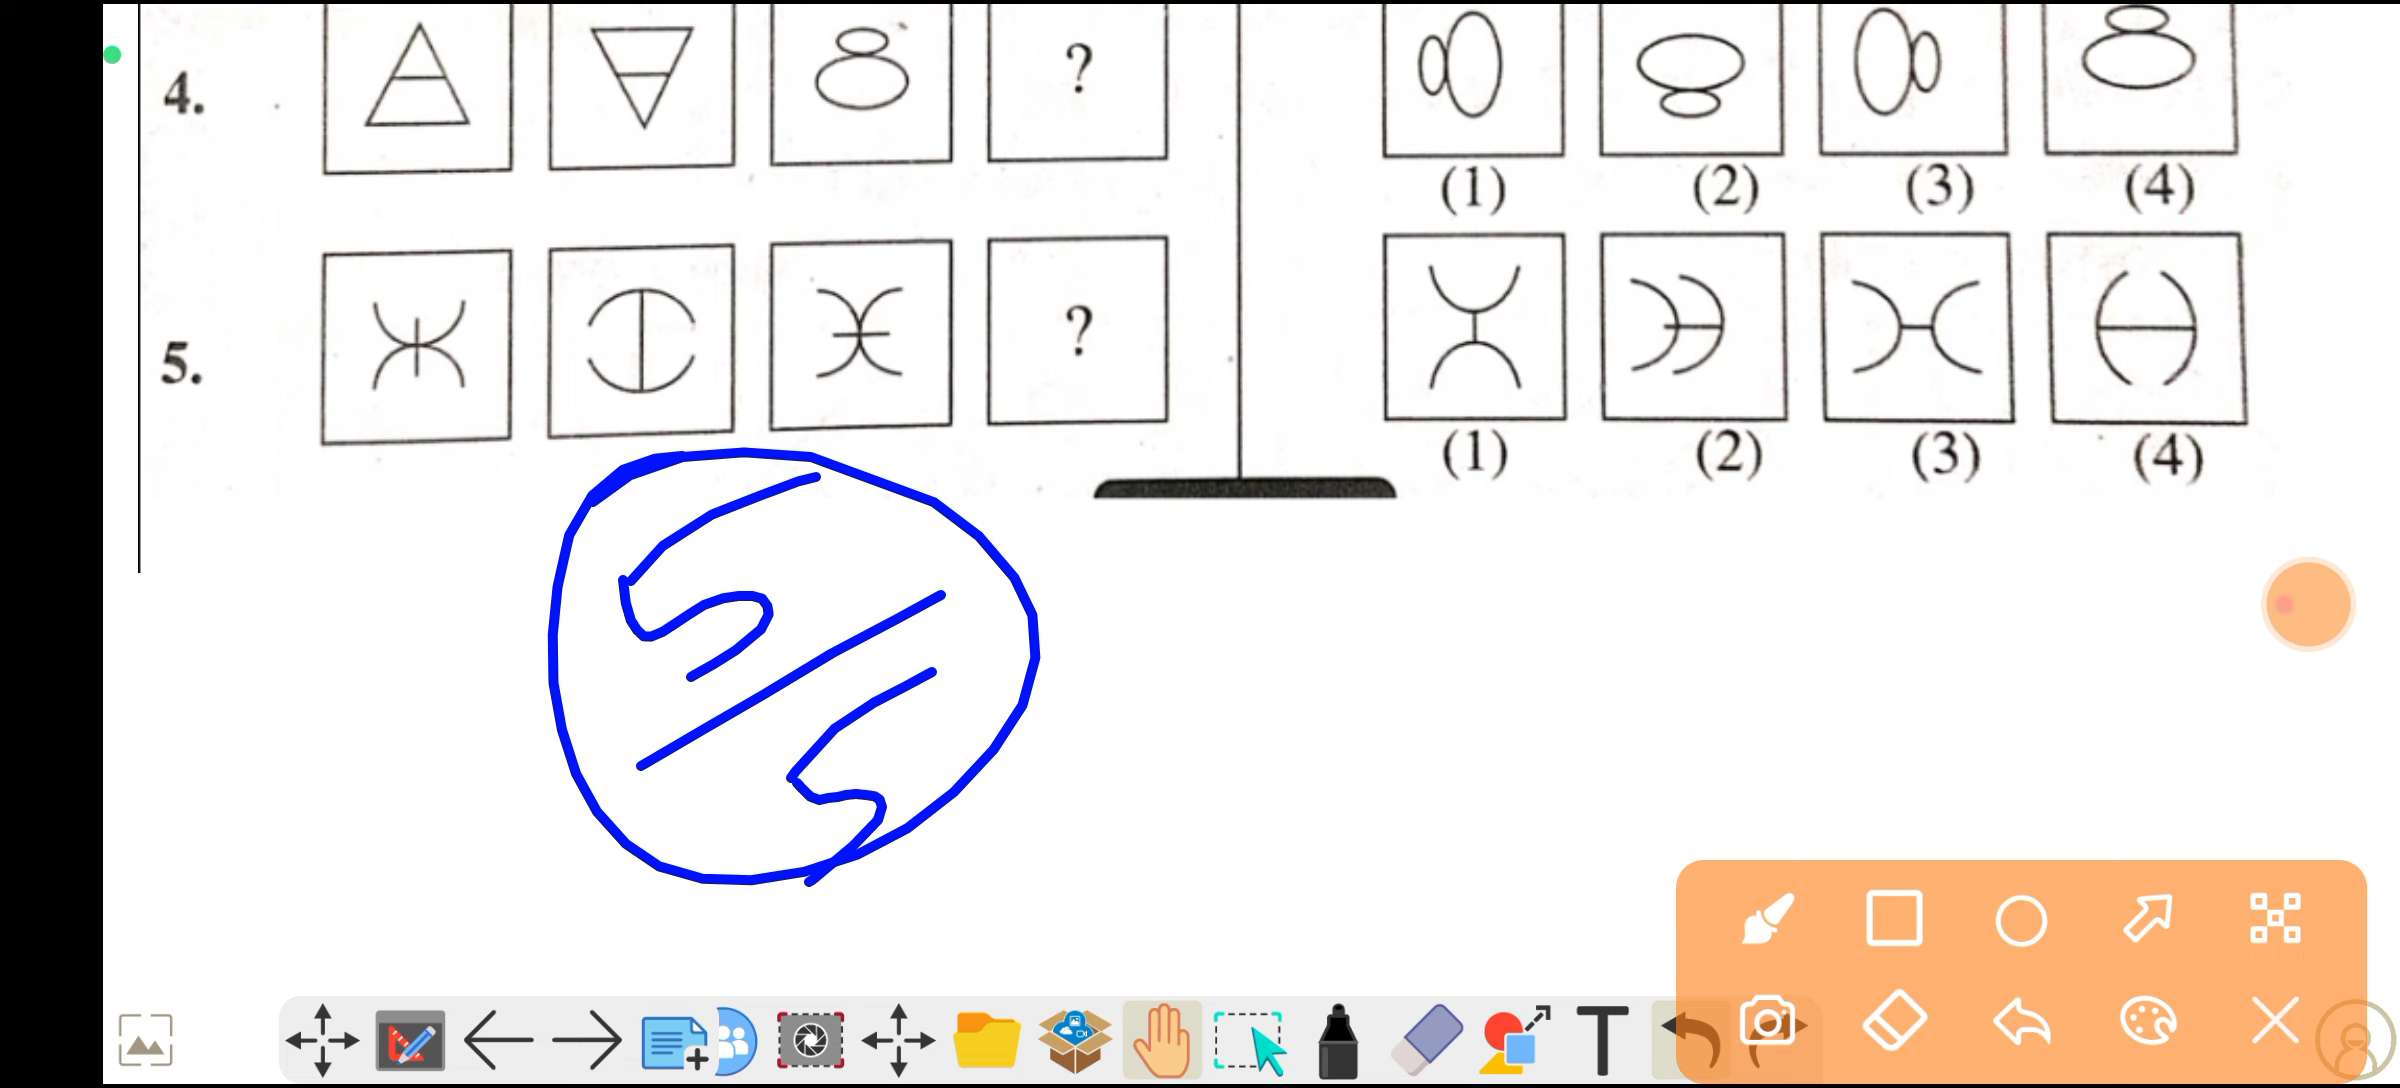 4.
?
(1) (2) (3) (4)
5.
?
(1) (2) (3) (4)
T